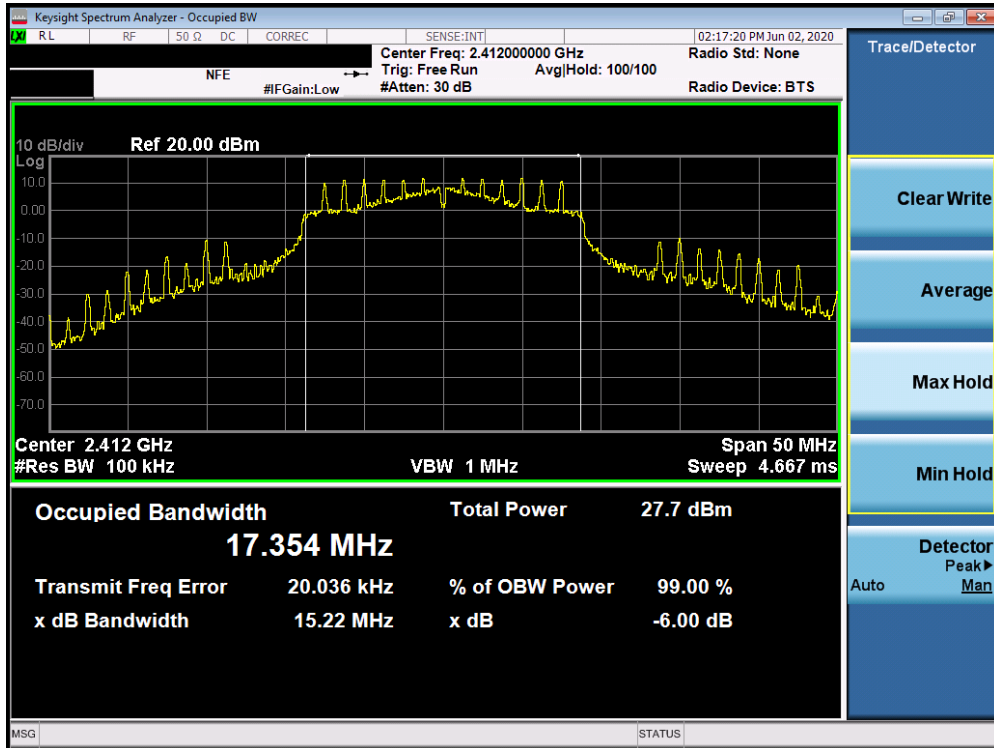 Keysight Spectrum Analyzer - Occupied BW
LXI RL RF 50 Ω DC CORREC SENSE:INT 02:17:20 PM Jun 02, 2020
Center Freq: 2.412000000 GHz Radio Std: None
NFE Trig: Free Run Avg|Hold: 100/100
#IFGain:Low #Atten: 30 dB Radio Device: BTS
Trace/Detector
10 dB/div Ref 20.00 dBm
Log
10.0
0.00
-10.0
-20.0
-30.0
-40.0
-50.0
-60.0
-70.0
Center 2.412 GHz Span 50 MHz
#Res BW 100 kHz VBW 1 MHz Sweep 4.667 ms
Occupied Bandwidth Total Power 27.7 dBm
17.354 MHz
Transmit Freq Error 20.036 kHz % of OBW Power 99.00 %
x dB Bandwidth 15.22 MHz x dB -6.00 dB
Clear Write
Average
Max Hold
Min Hold
Detector
Peak▶
Auto Man
MSG STATUS